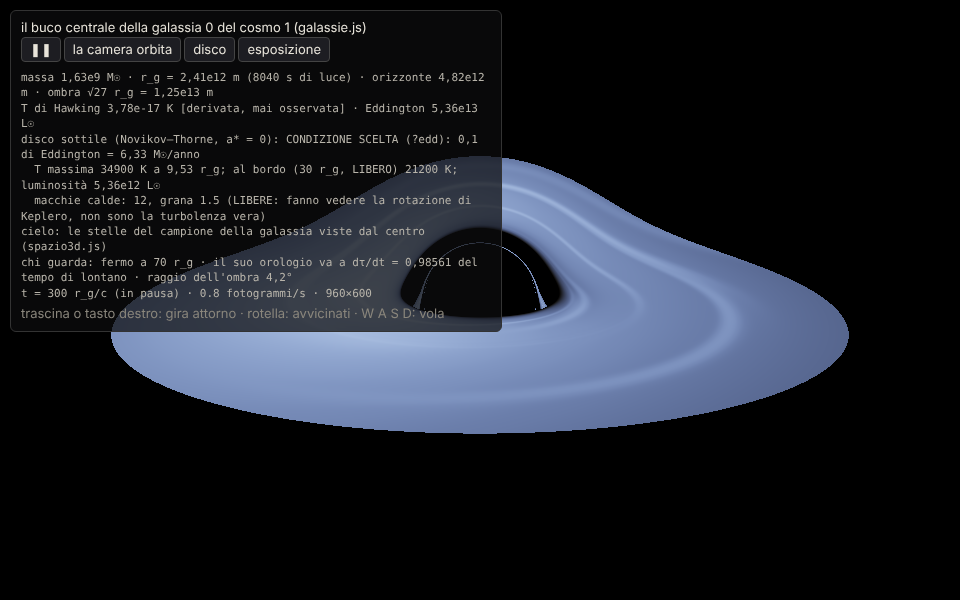 il buco centrale della galassia 0 del cosmo 1 (galassie.js)
❚❚ la camera orbita disco esposizione
massa 1,63e9 M☉ · r_g = 2,41e12 m (8040 s di luce) · orizzonte 4,82e12
m · ombra √27 r_g = 1,25e13 m
T di Hawking 3,78e-17 K [derivata, mai osservata] · Eddington 5,36e13
L☉
disco sottile (Novikov—Thorne, a* = 0): CONDIZIONE SCELTA (?edd): 0,1
di Eddington = 6,33 M☉/anno
T massima 34900 K a 9,53 r_g; al bordo (30 r_g, LIBERO) 21200 K;
luminosità 5,36e12 L☉
macchie calde: 12, grana 1.5 (LIBERE: fanno vedere la rotazione di
Keplero, non sono la turbolenza vera)
cielo: le stelle del campione della galassia viste dal centro
(spazio3d.js)
chi guarda: fermo a 70 r_g · il suo orologio va a dτ/dt = 0,98561 del
tempo di lontano · raggio dell'ombra 4,2°
t = 300 r_g/c (in pausa) · 0.8 fotogrammi/s · 960×600
trascina o tasto destro: gira attorno · rotella: avvicinati · W A S D: vola